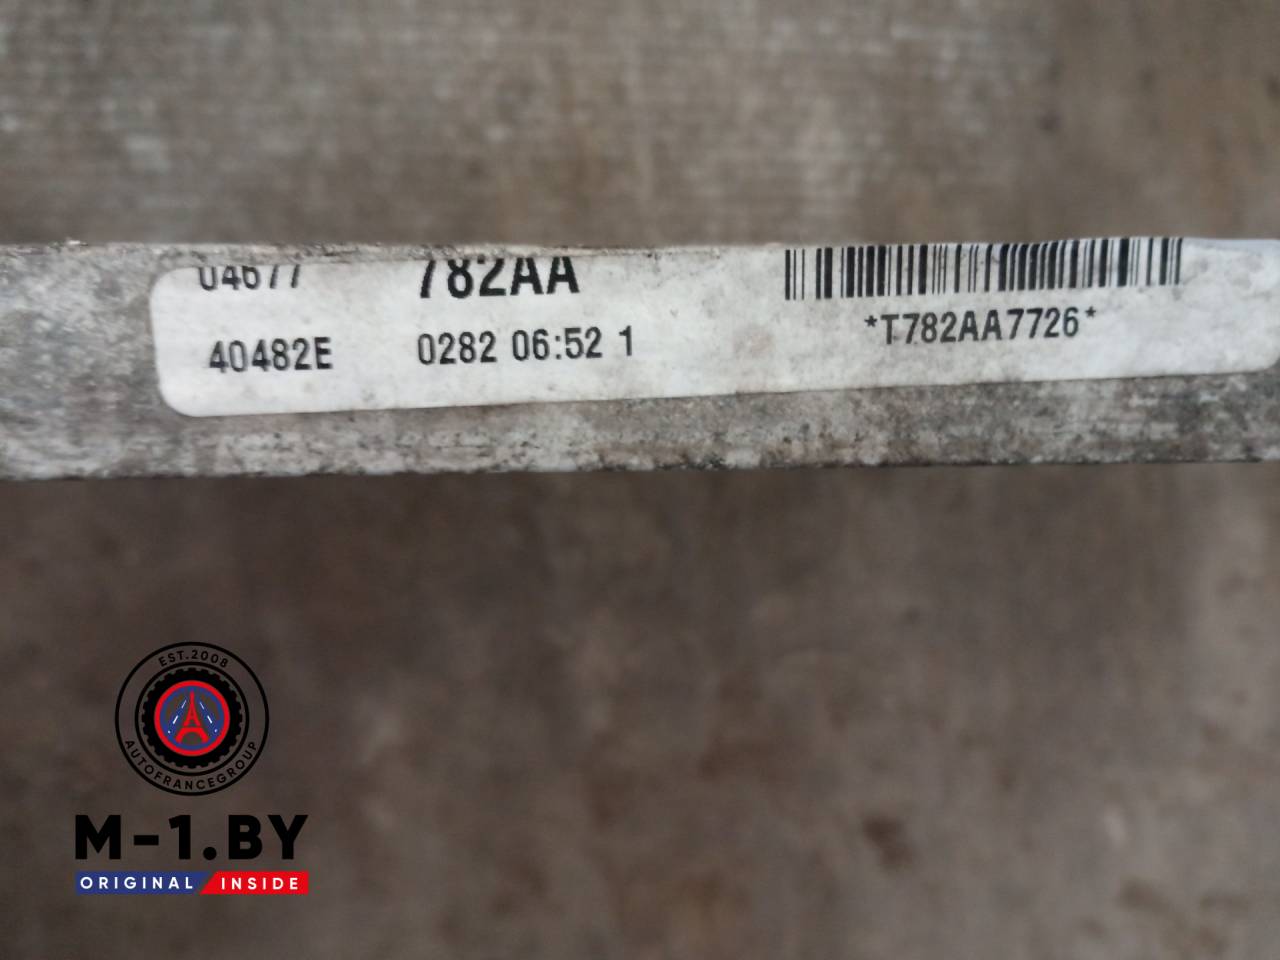 04677 782AA
40482E 0282 06:52 1
*T782AA7726*
EST.2008
AUTOFRANCEGROUP
M-1.BY
ORIGINAL INSIDE